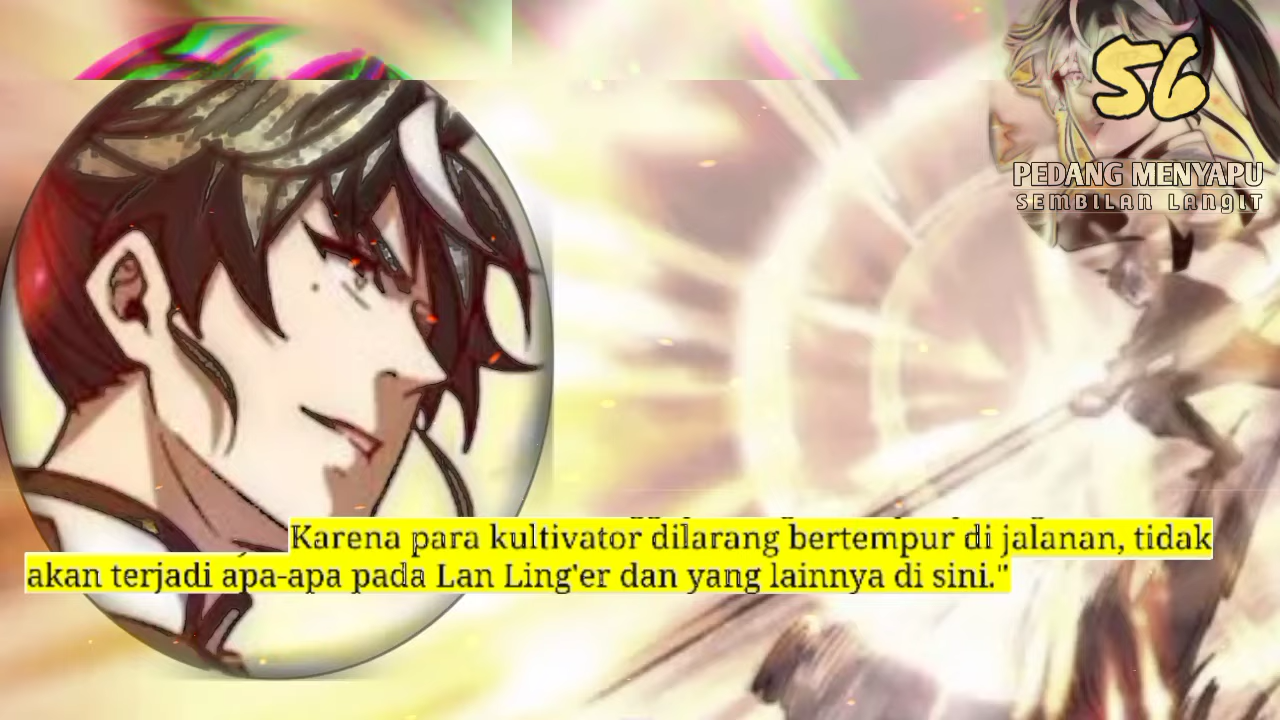 56
PEDANG MENYAPU
SEMBILAN LANGIT
Karena para kultivator dilarang bertempur di jalanan, tidak
akan terjadi apa-apa pada Lan Ling'er dan yang lainnya di sini."